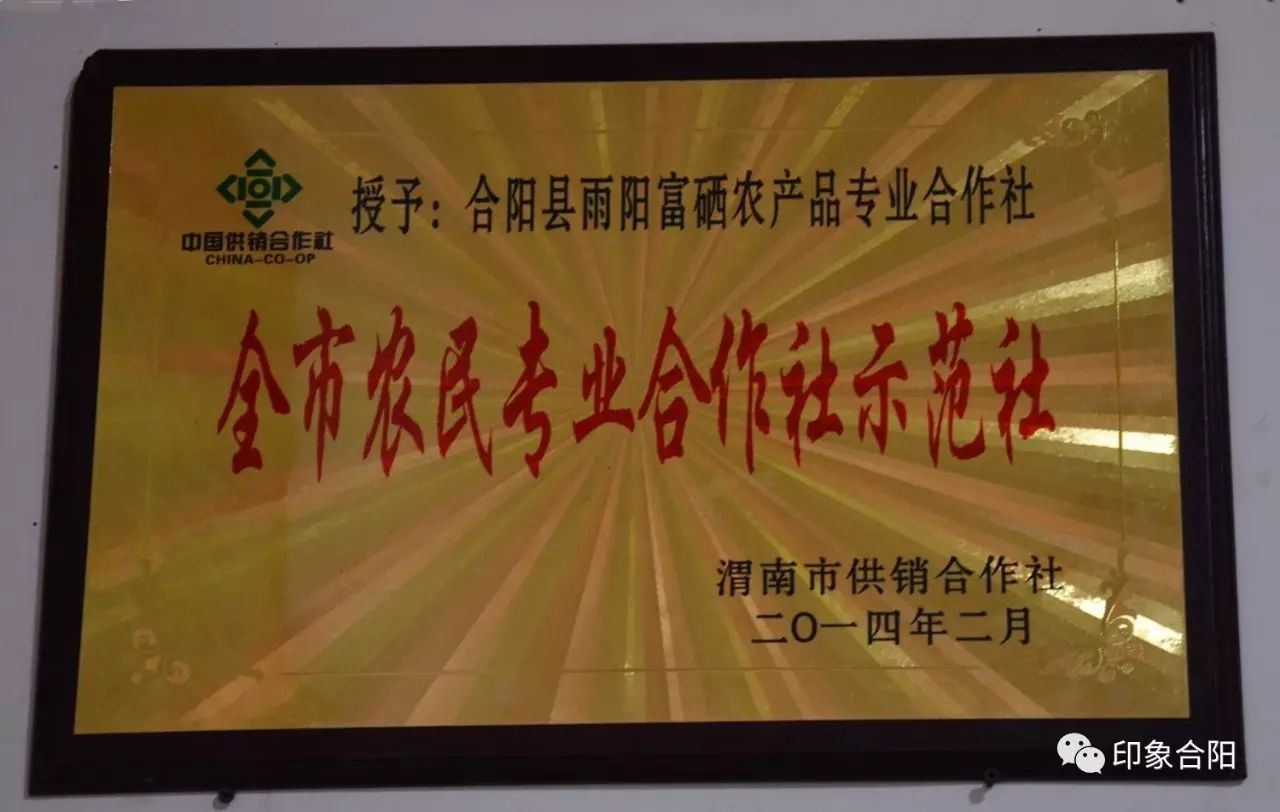 授予：合阳县雨阳富硒农产品专业合作社
中国供销合作社
CHINA-CO-OP
全市农民专业合作社示范社
渭南市供销合作社
二〇一四年二月
印象合阳